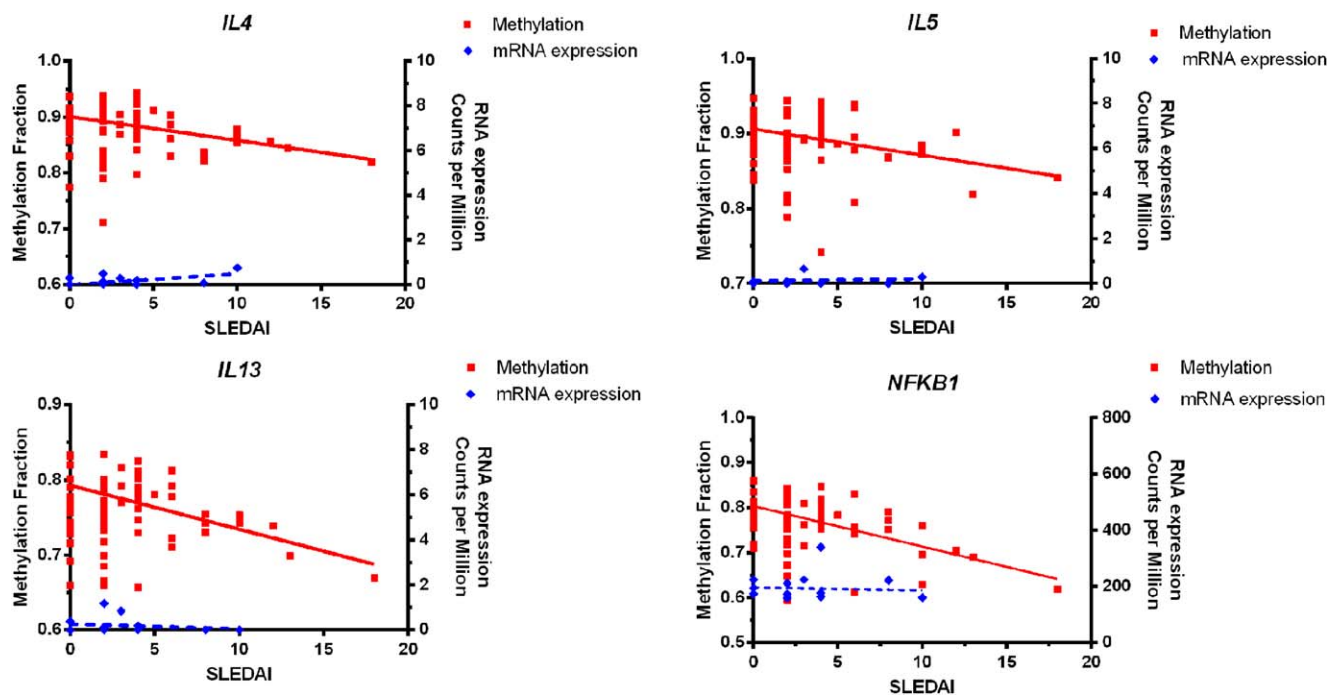 IL4
Methylation
mRNA expression
1.0
0.9
0.8
0.7
0.6
Methylation Fraction
10
8
6
4
2
0
RNA expression
Counts per Million
0
5
10
15
20
SLEDAI
IL5
Methylation
mRNA expression
1.0
0.9
0.8
0.7
Methylation Fraction
10
8
6
4
2
0
RNA expression
Counts per Million
0
5
10
15
20
SLEDAI
IL13
Methylation
mRNA expression
0.9
0.8
0.7
0.6
Methylation Fraction
10
8
6
4
2
0
RNA expression
Counts per Million
0
5
10
15
20
SLEDAI
NFKB1
Methylation
mRNA expression
1.0
0.9
0.8
0.7
0.6
0.5
Methylation Fraction
800
600
400
200
0
RNA expression
Counts per Million
0
5
10
15
20
SLEDAI